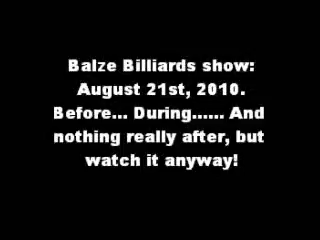 Balze Billiards show:
August 21st, 2010.
Before... During...... And
nothing really after, but
watch it anyway!